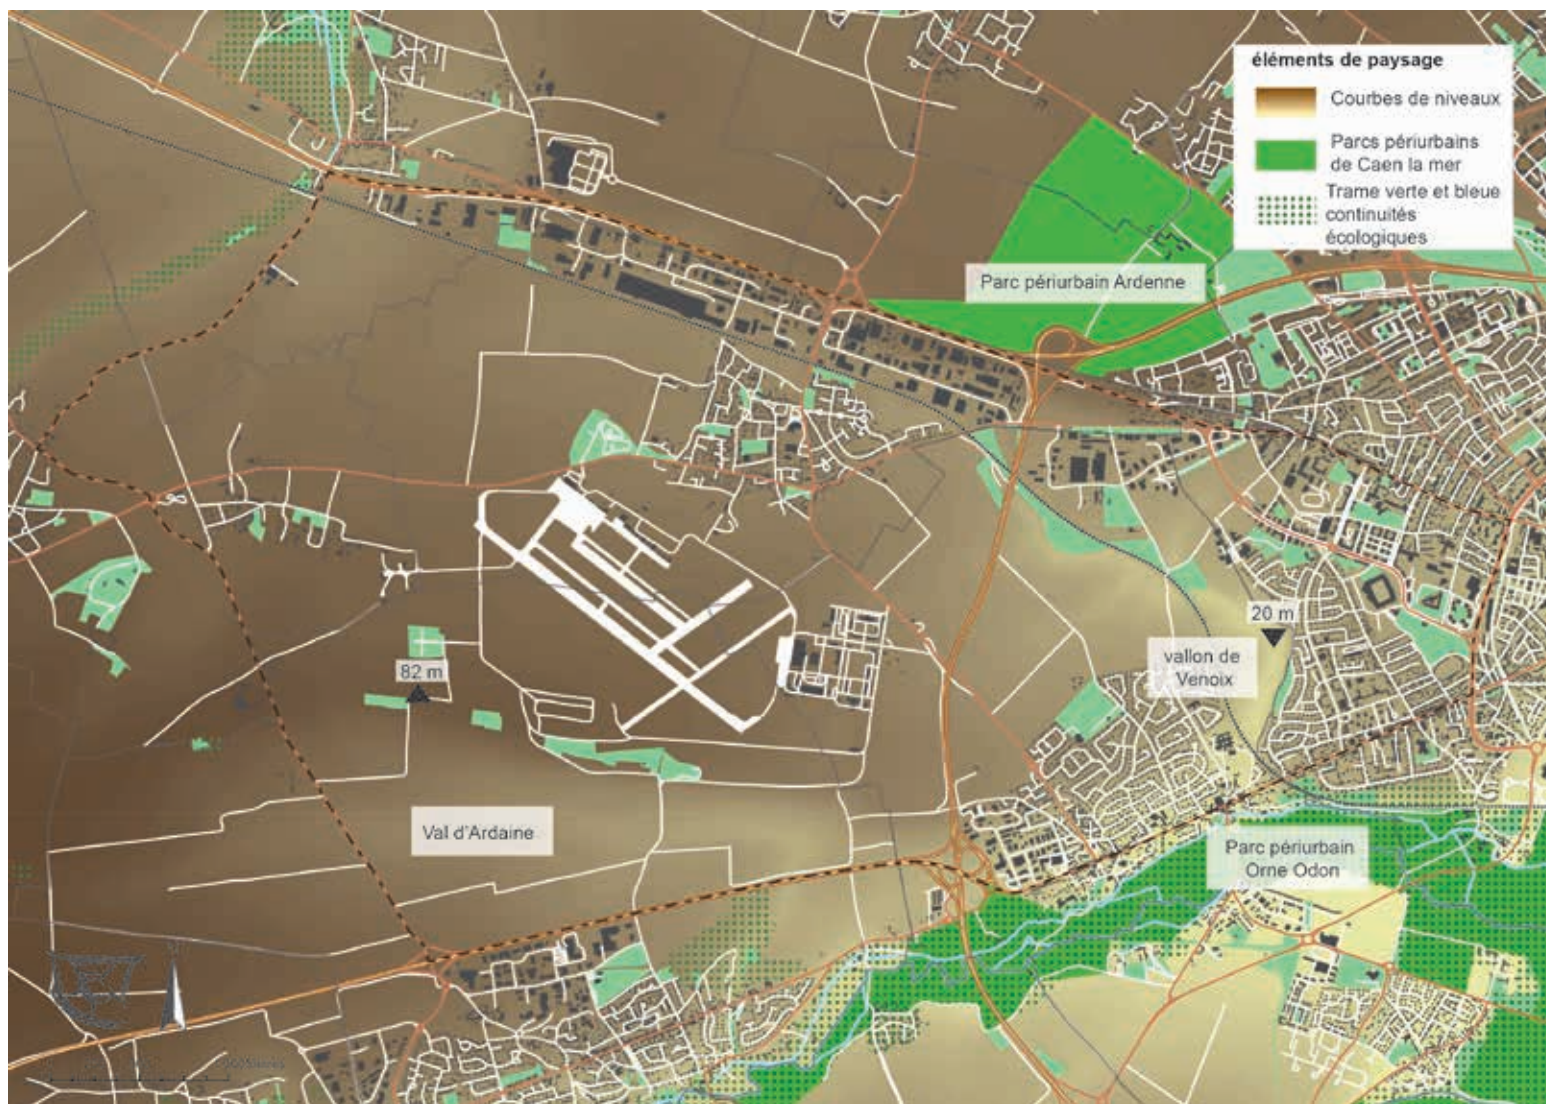 éléments de paysage
Courbes de niveaux
Parcs périurbains
de Caen la mer
Trame verte et bleue
continuités
écologiques
Parc périurbain Ardenne
20 m
vallon de
Venoix
82 m
Val d'Ardaine
Parc périurbain
Orne Odon